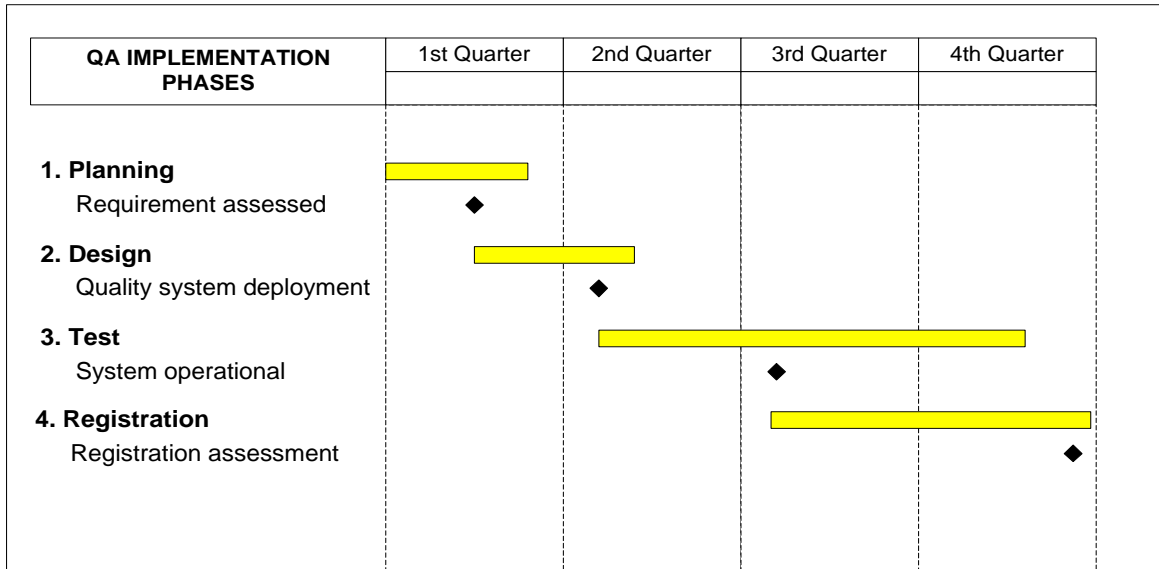 QA IMPLEMENTATION
PHASES
1st Quarter
2nd Quarter
3rd Quarter
4th Quarter
1. Planning
Requirement assessed
2. Design
Quality system deployment
3. Test
System operational
4. Registration
Registration assessment